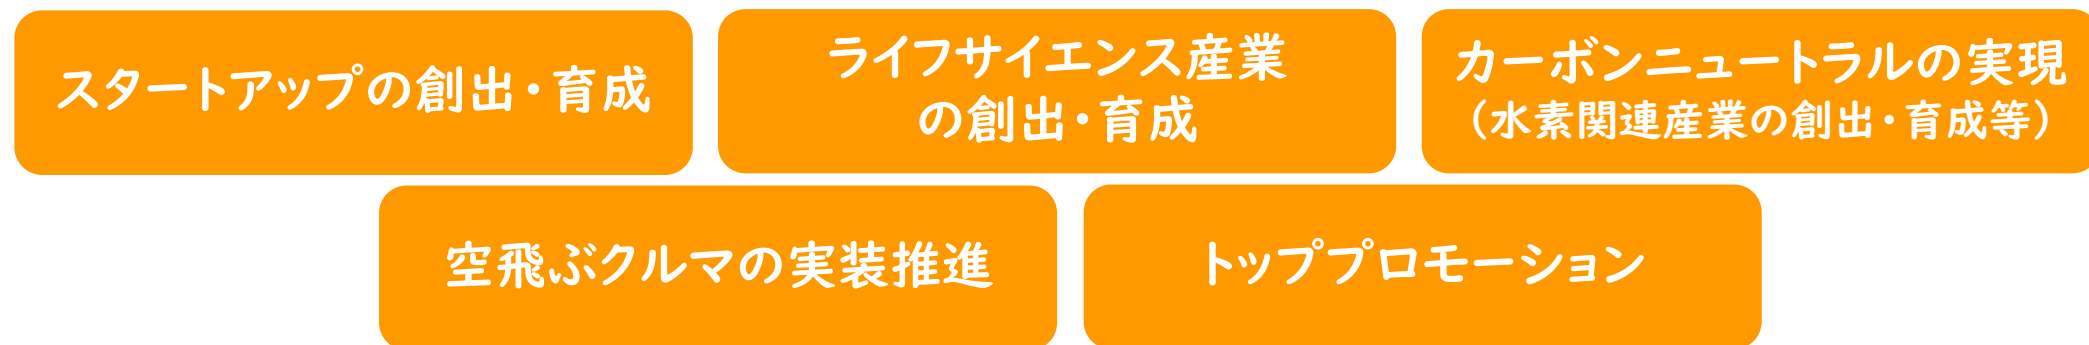 スタートアップの創出・育成
ライフサイエンス産業
の創出・育成
カーボンニュートラルの実現
（水素関連産業の創出・育成等）
空飛ぶクルマの実装推進
トッププロモーション